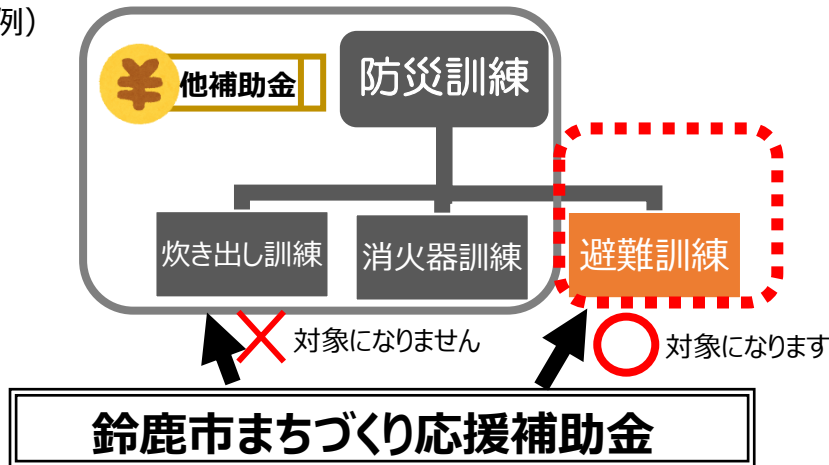 例）
¥
他補助金
防災訓練
炊き出し訓練
消火器訓練
避難訓練
対象になりません
対象になります
鈴鹿市まちづくり応援補助金